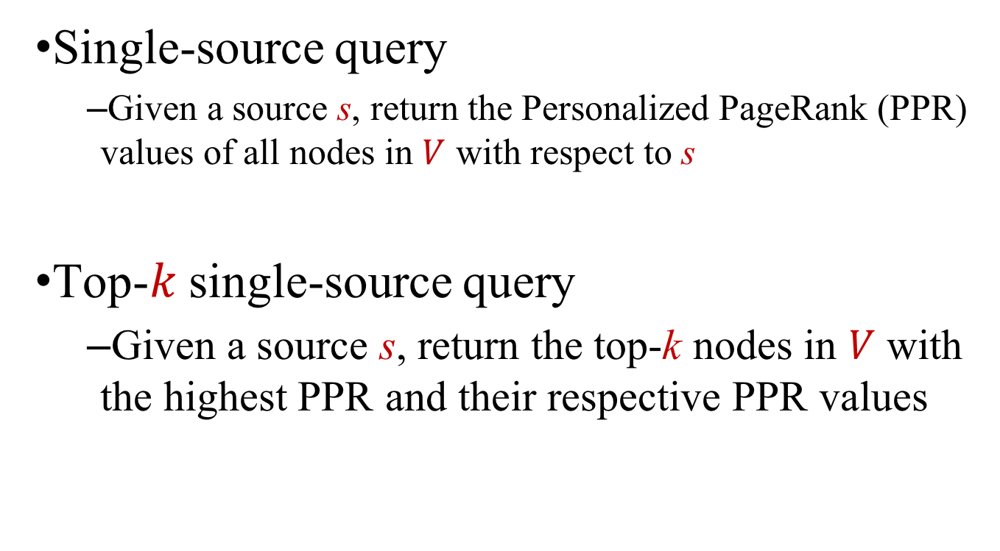 •Single-source query
–Given a source s, return the Personalized PageRank (PPR)
values of all nodes in V with respect to s
•Top-k single-source query
–Given a source s, return the top-k nodes in V with
the highest PPR and their respective PPR values